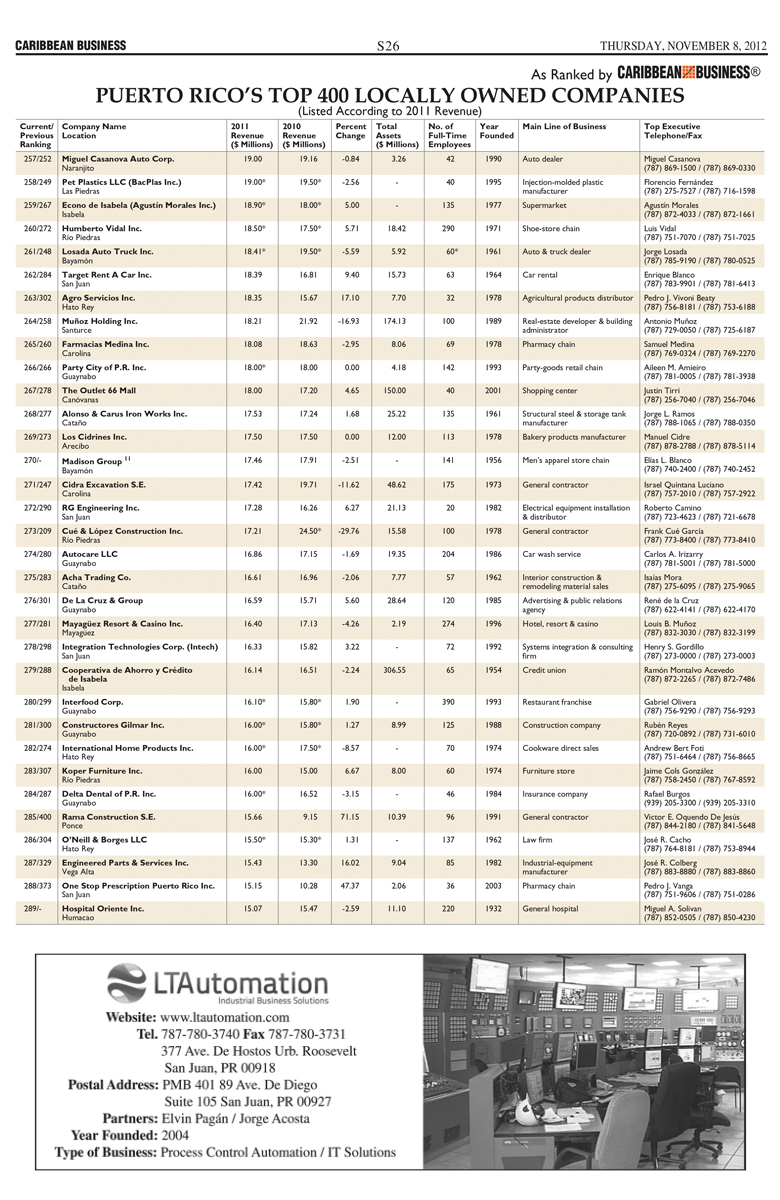 CARIBBEAN BUSINESS S26 THURSDAY, NOVEMBER 8, 2012
As Ranked by CARIBBEAN BUSINESS®
PUERTO RICO'S TOP 400 LOCALLY OWNED COMPANIES
(Listed According to 2011 Revenue)
Current/ Company Name 2011 2010 Percent Total No. of Year Main Line of Business Top Executive
Previous Location Revenue Revenue Change Assets Full-Time Founded Telephone/Fax
Ranking ($ Millions) ($ Millions) ($ Millions) Employees
257/252 Miguel Casanova Auto Corp. 19.00 19.16 -0.84 3.26 42 1990 Auto dealer Miguel Casanova
Naranjito (787) 869-1500 / (787) 869-0330
258/249 Pet Plastics LLC (BacPlas Inc.) 19.00* 19.50* -2.56 - 40 1995 Injection-molded plastic Florencio Fernández
Las Piedras manufacturer (787) 275-7527 / (787) 716-1598
259/267 Econo de Isabela (Agustín Morales Inc.) 18.90* 18.00* 5.00 - 135 1977 Supermarket Agustín Morales
Isabela (787) 872-4033 / (787) 872-1661
260/272 Humberto Vidal Inc. 18.50* 17.50* 5.71 18.42 290 1971 Shoe-store chain Luis Vidal
Río Piedras (787) 751-7070 / (787) 751-7025
261/248 Losada Auto Truck Inc. 18.41* 19.50* -5.59 5.92 60* 1961 Auto & truck dealer Jorge Losada
Bayamón (787) 785-9190 / (787) 780-0525
262/284 Target Rent A Car Inc. 18.39 16.81 9.40 15.73 63 1964 Car rental Enrique Blanco
San Juan (787) 783-9901 / (787) 781-6413
263/302 Agro Servicios Inc. 18.35 15.67 17.10 7.70 32 1978 Agricultural products distributor Pedro J. Vivoni Beaty
Hato Rey (787) 756-8181 / (787) 753-6188
264/258 Muñoz Holding Inc. 18.21 21.92 -16.93 174.13 100 1989 Real-estate developer & building Antonio Muñoz
Santurce administrator (787) 729-0050 / (787) 725-6187
265/260 Farmacias Medina Inc. 18.08 18.63 -2.95 8.06 69 1978 Pharmacy chain Samuel Medina
Carolina (787) 769-0324 / (787) 769-2270
266/266 Party City of P.R. Inc. 18.00* 18.00 0.00 4.18 142 1993 Party-goods retail chain Aileen M. Amieiro
Guaynabo (787) 781-0005 / (787) 781-3938
267/278 The Outlet 66 Mall 18.00 17.20 4.65 150.00 40 2001 Shopping center Justin Tirri
Canóvanas (787) 256-7040 / (787) 256-7046
268/277 Alonso & Carus Iron Works Inc. 17.53 17.24 1.68 25.22 135 1961 Structural steel & storage tank Jorge L. Ramos
Cataño manufacturer (787) 788-1065 / (787) 788-0350
269/273 Los Cidrines Inc. 17.50 17.50 0.00 12.00 113 1978 Bakery products manufacturer Manuel Cidre
Arecibo (787) 878-2788 / (787) 878-5114
270/- Madison Group 11 17.46 17.91 -2.51 - 141 1956 Men's apparel store chain Elías L. Blanco
Bayamón (787) 740-2400 / (787) 740-2452
271/247 Cidra Excavation S.E. 17.42 19.71 -11.62 48.62 175 1973 General contractor Israel Quintana Luciano
Carolina (787) 757-2010 / (787) 757-2922
272/290 RG Engineering Inc. 17.28 16.26 6.27 21.13 20 1982 Electrical equipment installation Roberto Camino
San Juan & distributor (787) 723-4623 / (787) 721-6678
273/209 Cué & López Construction Inc. 17.21 24.50* -29.76 15.58 100 1978 General contractor Frank Cué García
Río Piedras (787) 773-8400 / (787) 773-8410
274/280 Autocare LLC 16.86 17.15 -1.69 19.35 204 1986 Car wash service Carlos A. Irizarry
Guaynabo (787) 781-5001 / (787) 781-5000
275/283 Acha Trading Co. 16.61 16.96 -2.06 7.77 57 1962 Interior construction & Isaías Mora
Cataño remodeling material sales (787) 275-6095 / (787) 275-9065
276/301 De La Cruz & Group 16.59 15.71 5.60 28.64 120 1985 Advertising & public relations René de la Cruz
Guaynabo agency (787) 622-4141 / (787) 622-4170
277/281 Mayagüez Resort & Casino Inc. 16.40 17.13 -4.26 2.19 274 1996 Hotel, resort & casino Louis B. Muñoz
Mayagüez (787) 832-3030 / (787) 832-3199
278/298 Integration Technologies Corp. (Intech) 16.33 15.82 3.22 - 72 1992 Systems integration & consulting Henry S. Gordillo
San Juan firm (787) 273-0000 / (787) 273-0003
279/288 Cooperativa de Ahorro y Crédito 16.14 16.51 -2.24 306.55 65 1954 Credit union Ramón Montalvo Acevedo
de Isabela (787) 872-2265 / (787) 872-7486
Isabela
280/299 Interfood Corp. 16.10* 15.80* 1.90 - 390 1993 Restaurant franchise Gabriel Olivera
Guaynabo (787) 756-9290 / (787) 756-9293
281/300 Constructores Gilmar Inc. 16.00* 15.80* 1.27 8.99 125 1988 Construction company Rubén Reyes
Guaynabo (787) 720-0892 / (787) 731-6010
282/274 International Home Products Inc. 16.00* 17.50* -8.57 - 70 1974 Cookware direct sales Andrew Bert Foti
Hato Rey (787) 751-6464 / (787) 756-8665
283/307 Koper Furniture Inc. 16.00 15.00 6.67 8.00 60 1974 Furniture store Jaime Cols González
Río Piedras (787) 758-2450 / (787) 767-8592
284/287 Delta Dental of P.R. Inc. 16.00* 16.52 -3.15 - 46 1984 Insurance company Rafael Burgos
Guaynabo (939) 205-3300 / (939) 205-3310
285/400 Rama Construction S.E. 15.66 9.15 71.15 10.39 96 1991 General contractor Victor E. Oquendo De Jesús
Ponce (787) 844-2180 / (787) 841-5648
286/304 O'Neill & Borges LLC 15.50* 15.30* 1.31 - 137 1962 Law firm José R. Cacho
Hato Rey (787) 764-8181 / (787) 753-8944
287/329 Engineered Parts & Services Inc. 15.43 13.30 16.02 9.04 85 1982 Industrial-equipment José R. Colberg
Vega Alta manufacturer (787) 883-8880 / (787) 883-8860
288/373 One Stop Prescription Puerto Rico Inc. 15.15 10.28 47.37 2.06 36 2003 Pharmacy chain Pedro J. Vanga
San Juan (787) 751-9606 / (787) 751-0286
289/- Hospital Oriente Inc. 15.07 15.47 -2.59 11.10 220 1932 General hospital Miguel A. Solivan
Humacao (787) 852-0505 / (787) 850-4230
LTAutomation
Industrial Business Solutions
Website: www.ltautomation.com
Tel. 787-780-3740 Fax 787-780-3731
377 Ave. De Hostos Urb. Roosevelt
San Juan, PR 00918
Postal Address: PMB 401 89 Ave. De Diego
Suite 105 San Juan, PR 00927
Partners: Elvin Pagán / Jorge Acosta
Year Founded: 2004
Type of Business: Process Control Automation / IT Solutions